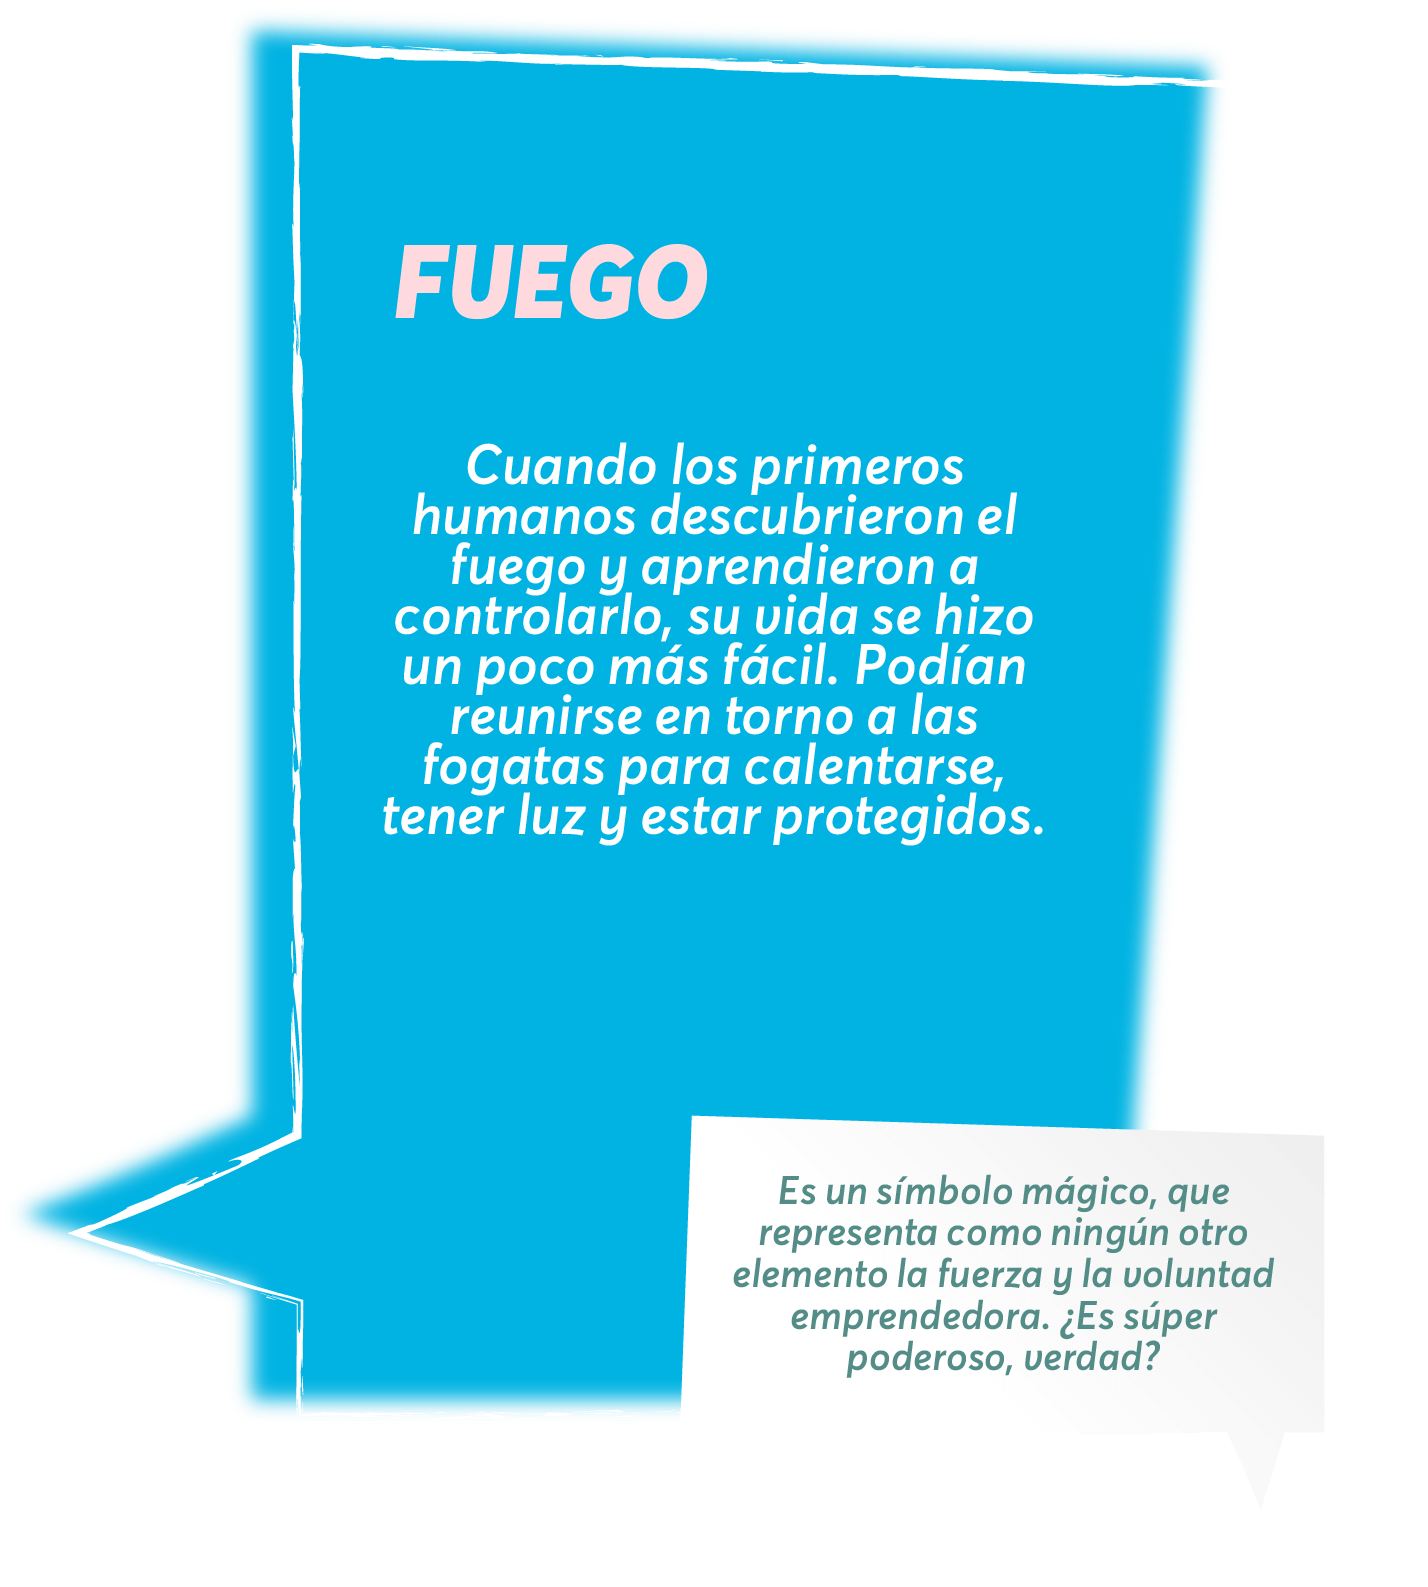 FUEGO
Cuando los primeros
humanos descubrieron el
fuego y aprendieron a
controlarlo, su vida se hizo
un poco más fácil. Podían
reunirse en torno a las
fogatas para calentarse,
tener luz y estar protegidos.
Es un símbolo mágico, que
representa como ningún otro
elemento la fuerza y la voluntad
emprendedora. ¿Es súper
poderoso, verdad?